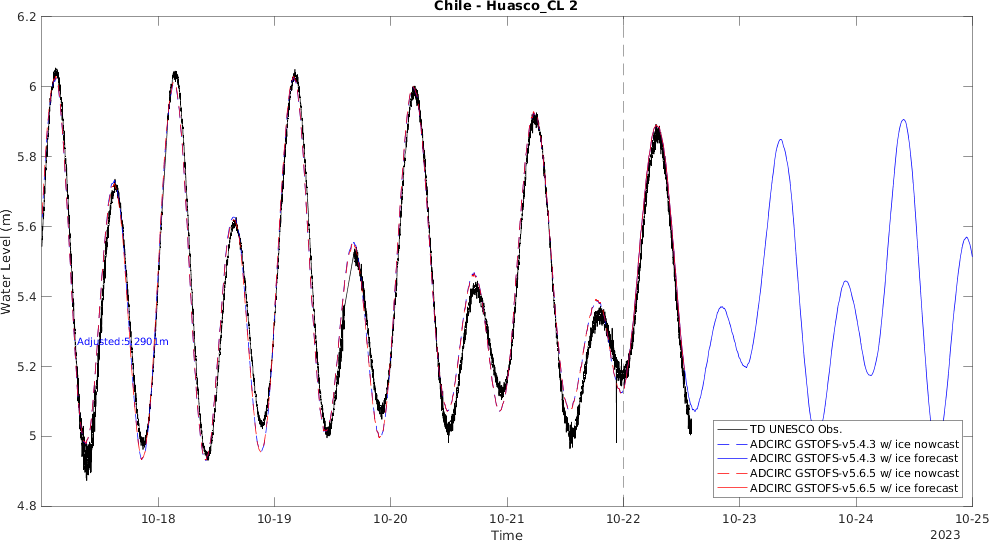 Chile - Huasco_CL 2
6.2
6
5.8
5.6
5.4
5.2
5
4.8
Water Level (m)
Adjusted:5.2901m
TD UNESCO Obs.
ADCIRC GSTOFS-v5.4.3 w/ ice nowcast
ADCIRC GSTOFS-v5.4.3 w/ ice forecast
ADCIRC GSTOFS-v5.6.5 w/ ice nowcast
ADCIRC GSTOFS-v5.6.5 w/ ice forecast
10-18 10-19 10-20 10-21 10-22 10-23 10-24 10-25
Time
2023